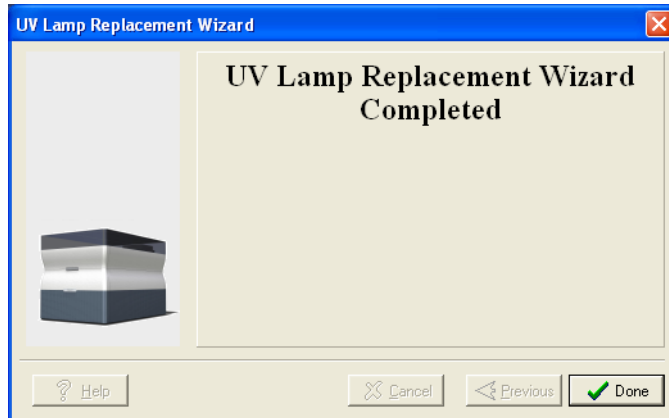 UV Lamp Replacement Wizard
UV Lamp Replacement Wizard
Completed
Help
Cancel
Previous
Done